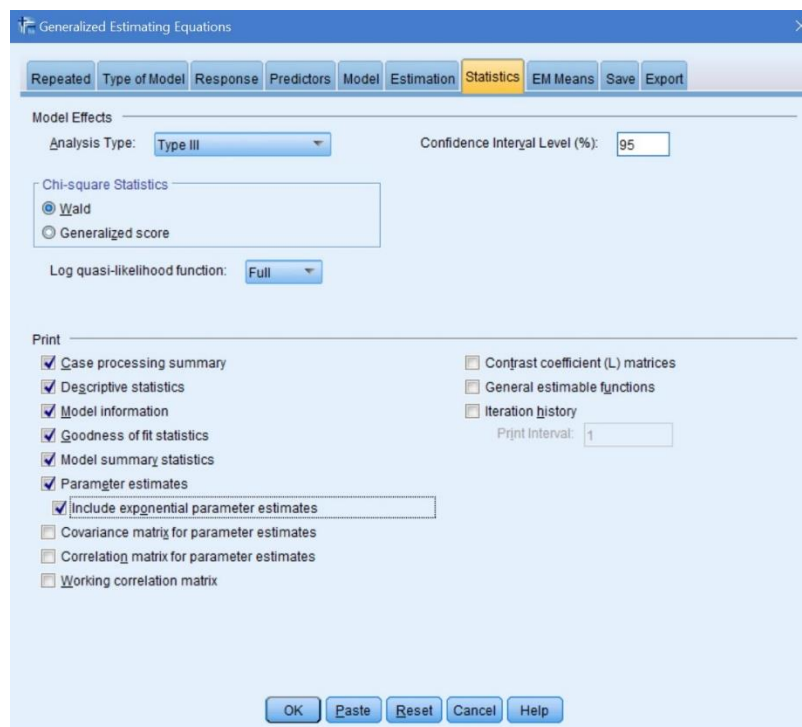 Generalized Estimating Equations
Repeated Type of Model Response Predictors Model Estimation Statistics EM Means Save Export
Model Effects
Analysis Type: Type III Confidence Interval Level (%): 95
Chi-square Statistics
Wald
Generalized score
Log quasi-likelihood function: Full
Print
Case processing summary
Descriptive statistics
Model information
Goodness of fit statistics
Model summary statistics
Parameter estimates
Include exponential parameter estimates
Covariance matrix for parameter estimates
Correlation matrix for parameter estimates
Working correlation matrix
Contrast coefficient (L) matrices
General estimable functions
Iteration history
Print Interval: 1
OK Paste Reset Cancel Help